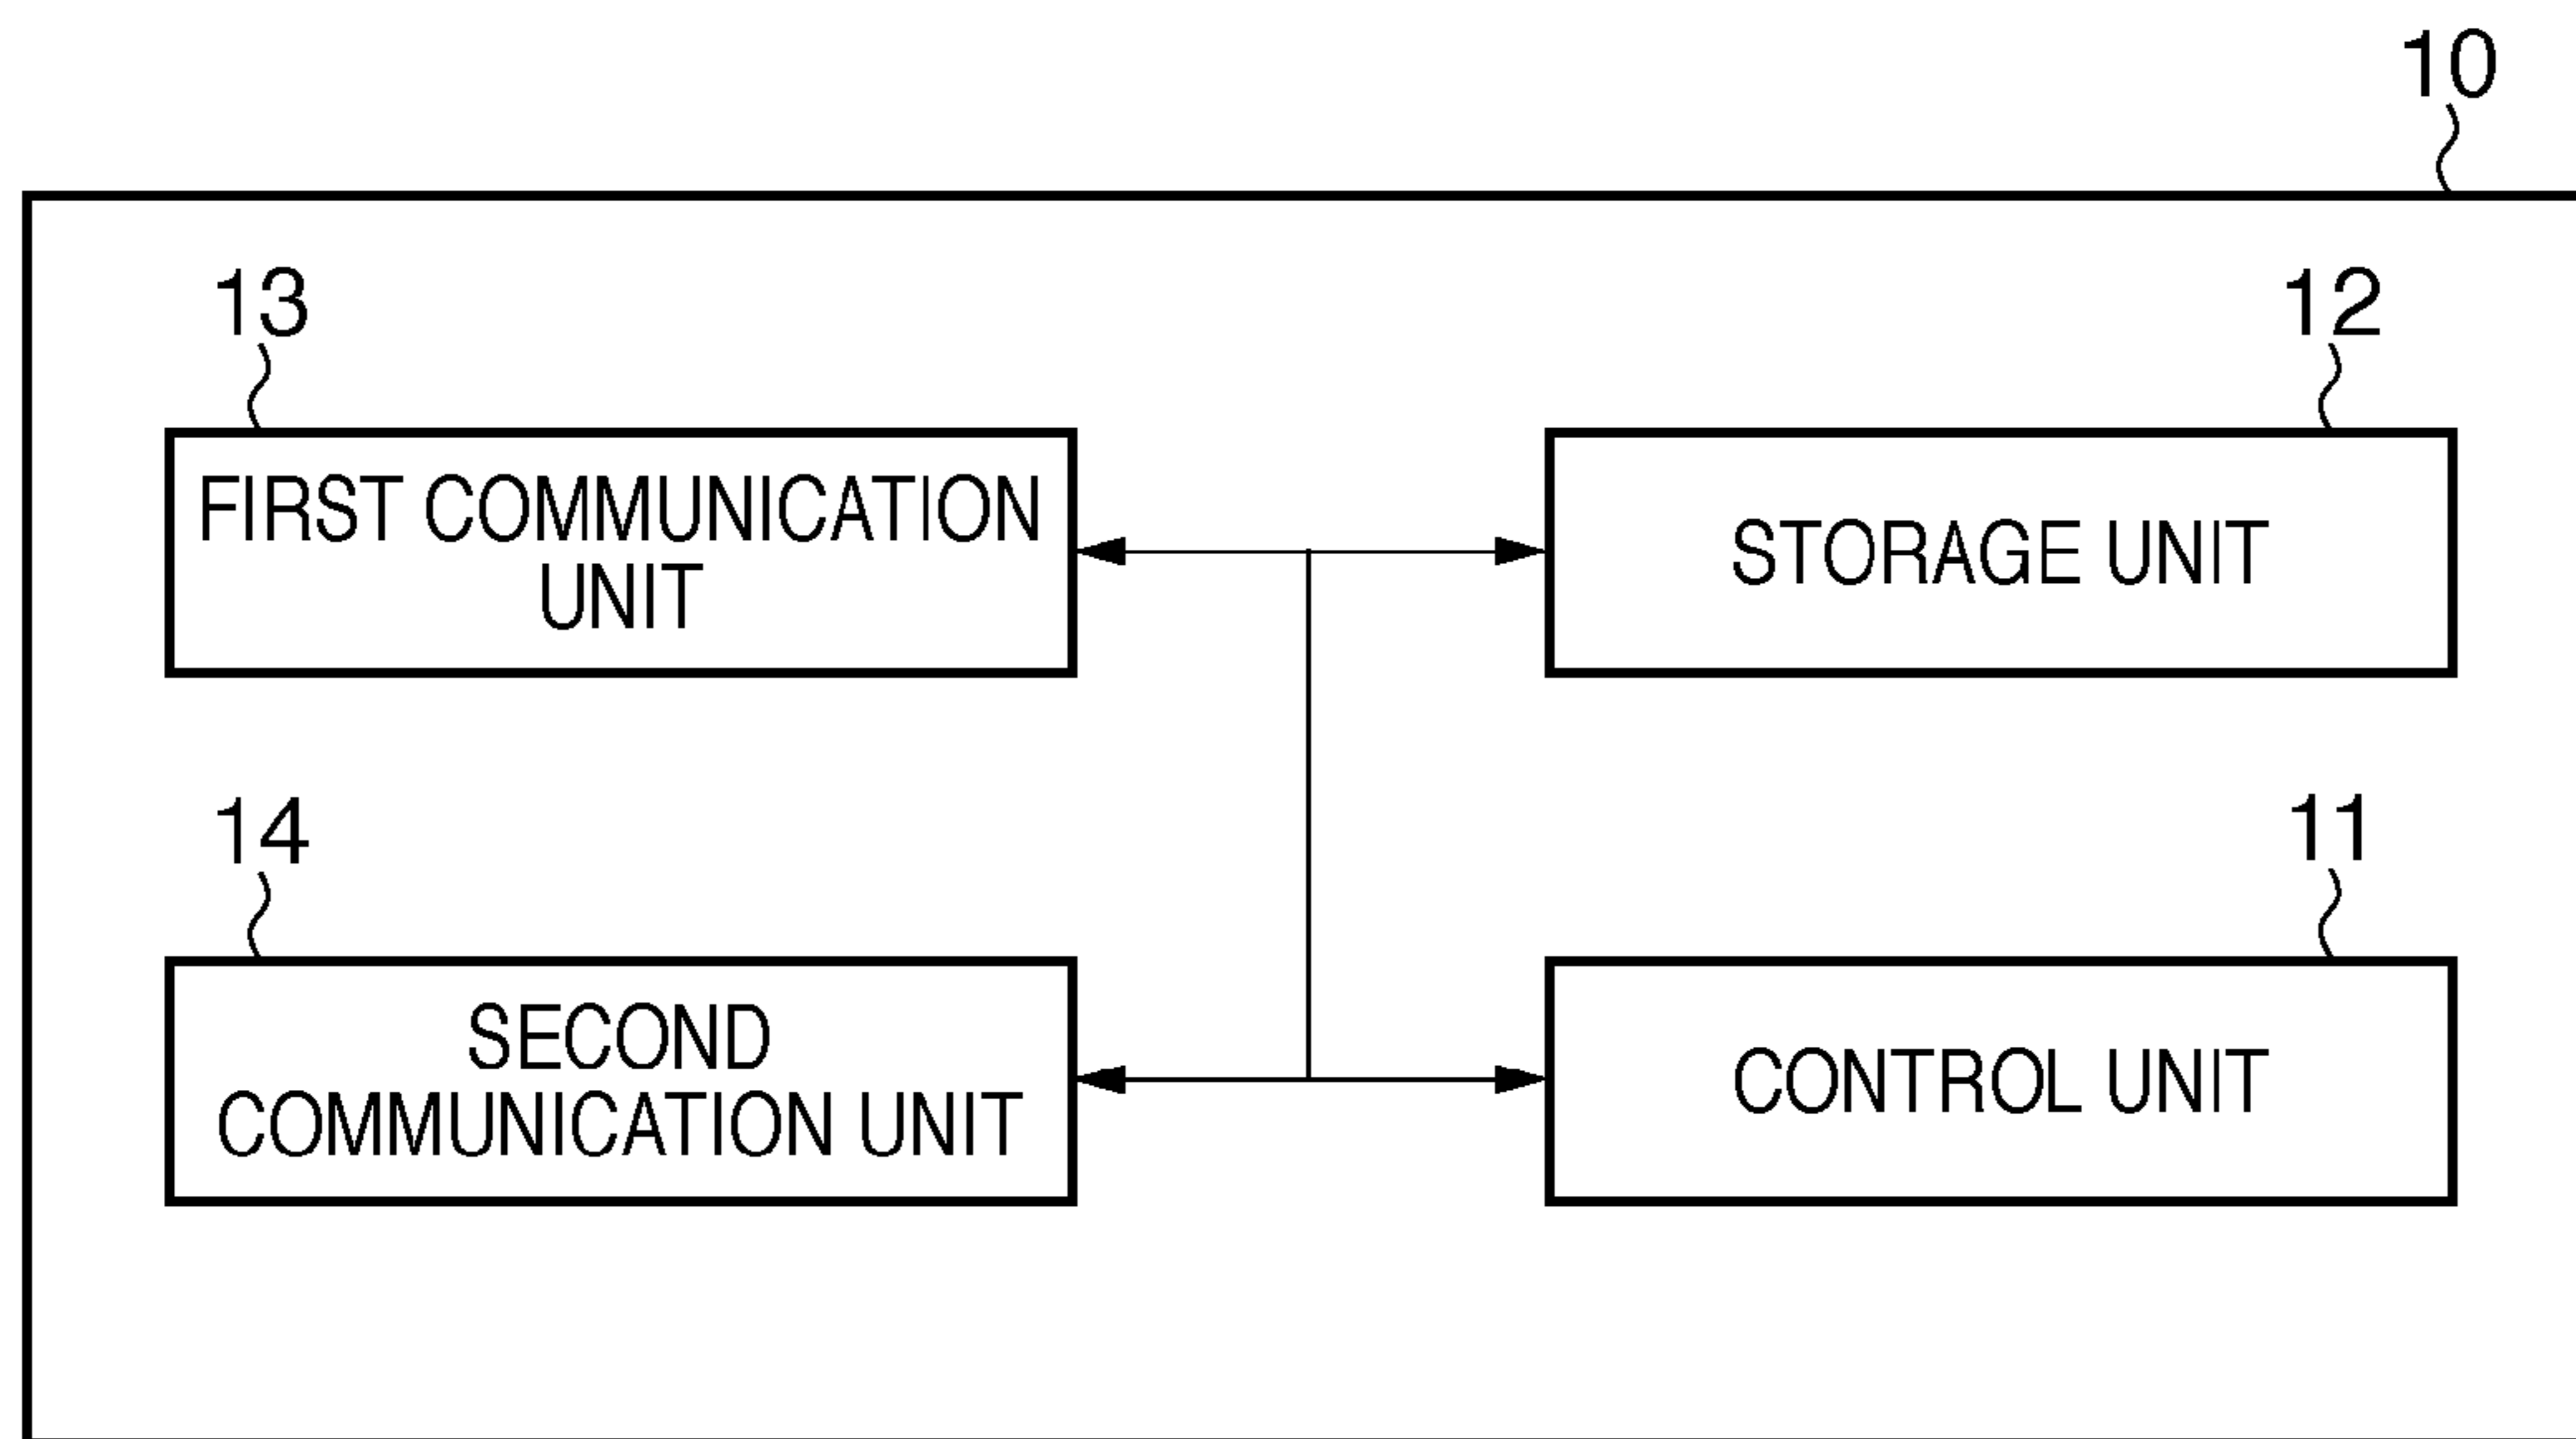 10
13
12
FIRST COMMUNICATION
UNIT
STORAGE UNIT
14
11
SECOND
COMMUNICATION UNIT
CONTROL UNIT